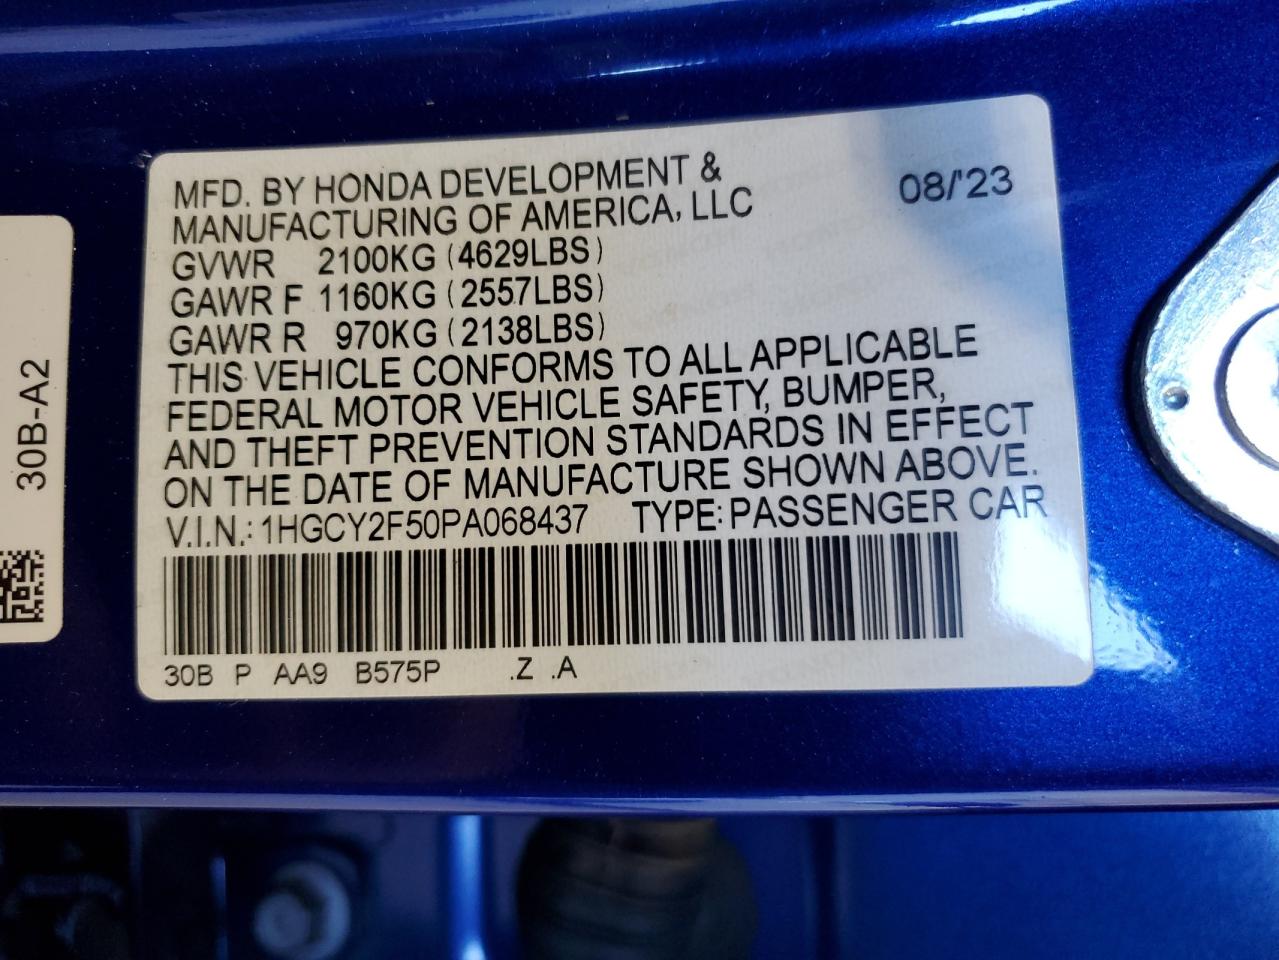 MFD. BY HONDA DEVELOPMENT &
MANUFACTURING OF AMERICA, LLC
08/'23
GVWR 2100KG (4629LBS)
GAWR F 1160KG (2557LBS)
GAWR R 970KG (2138LBS)
THIS VEHICLE CONFORMS TO ALL APPLICABLE
FEDERAL MOTOR VEHICLE SAFETY, BUMPER,
AND THEFT PREVENTION STANDARDS IN EFFECT
ON THE DATE OF MANUFACTURE SHOWN ABOVE.
V.I.N.: 1HGCY2F50PA068437 TYPE: PASSENGER CAR
30B P AA9 B575P .Z .A
30B-A2